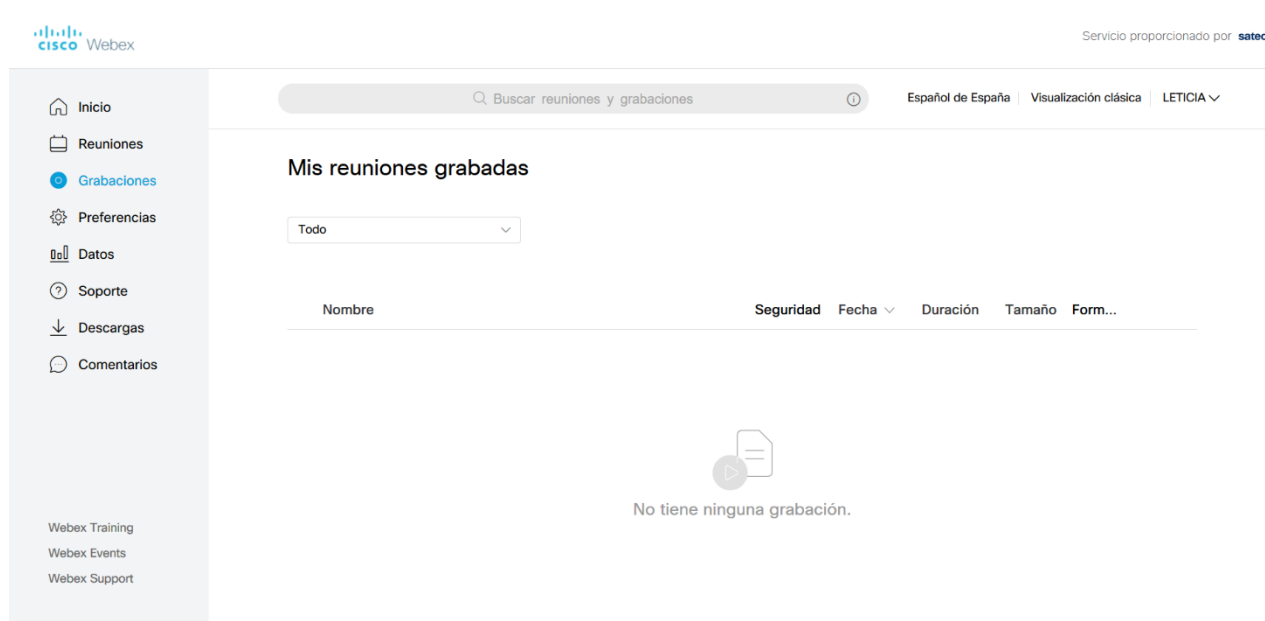 cisco Webex
Servicio proporcionado por satec
Inicio
Reuniones
Grabaciones
Preferencias
Datos
Soporte
Descargas
Comentarios
Webex Training
Webex Events
Webex Support
Buscar reuniones y grabaciones
Español de España Visualización clásica LETICIA
Mis reuniones grabadas
Todo
Nombre Seguridad Fecha Duración Tamaño Form...
No tiene ninguna grabación.